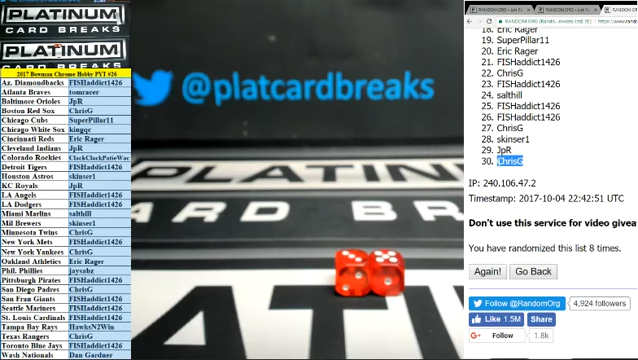 PLATINUM
CARD BREAKS
PLATINUM
CARD BREAKS
2017 Bowman Chrome Hobby PYT #26
Az. Diamondbacks FISHaddict1426
Atlanta Braves tomracer
Baltimore Orioles JpR
Boston Red Sox ChrisG
Chicago Cubs SuperPillar11
Chicago White Sox kingqc
Cincinnati Reds Eric Rager
Cleveland Indians JpR
Colorado Rockies ClackClackPatieWac
Detroit Tigers FISHaddict1426
Houston Astros skinser1
KC Royals JpR
LA Angels FISHaddict1426
LA Dodgers FISHaddict1426
Miami Marlins salthill
Mil Brewers skinser1
Minnesota Twins ChrisG
New York Mets FISHaddict1426
New York Yankees ChrisG
Oakland Athletics Eric Rager
Phil. Phillies jaysabz
Pittsburgh Pirates FISHaddict1426
San Diego Padres ChrisG
San Fran Giants FISHaddict1426
Seattle Mariners FISHaddict1426
St. Louis Cardinals FISHaddict1426
Tampa Bay Rays HawksN2Win
Texas Rangers ChrisG
Toronto Blue Jays FISHaddict1426
Wash Nationals Dan Gardner
@platcardbreaks
PLATINUM
CARD BREAKS
ATI
18. Eric Rager
19. SuperPillar11
20. Eric Rager
21. FISHaddict1426
22. ChrisG
23. FISHaddict1426
24. salthill
25. FISHaddict1426
26. FISHaddict1426
27. ChrisG
28. skinser1
29. JpR
30. ChrisG
IP: 240.106.47.2
Timestamp: 2017-10-04 22:42:51 UTC
Don't use this service for video givea
You have randomized this list 8 times.
Again! Go Back
Follow @RandomOrg 4,924 followers
Like 1.5M Share
Follow 1.8k